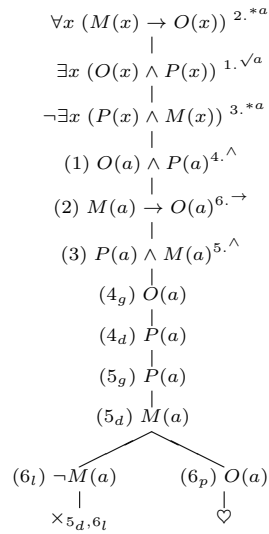 ∀x (M(x) → O(x)) 2.*a
∃x (O(x) ∧ P(x)) 1.√a
¬∃x (P(x) ∧ M(x)) 3.*a
(1) O(a) ∧ P(a)4.∧
(2) M(a) → O(a)6.→
(3) P(a) ∧ M(a)5.∧
(4g) O(a)
(4d) P(a)
(5g) P(a)
(5d) M(a)
(6l) ¬M(a) (6p) O(a)
×5d,6l ♡